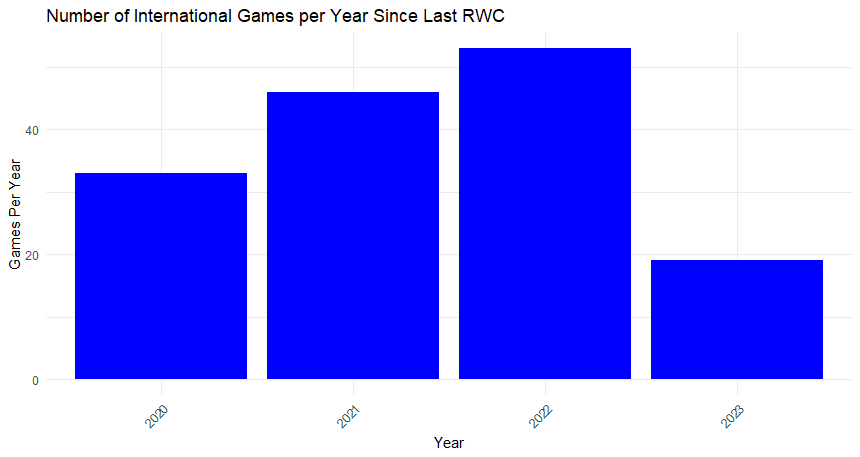 Number of International Games per Year Since Last RWC
Games Per Year
40
20
0
2020
2021
2022
2023
Year